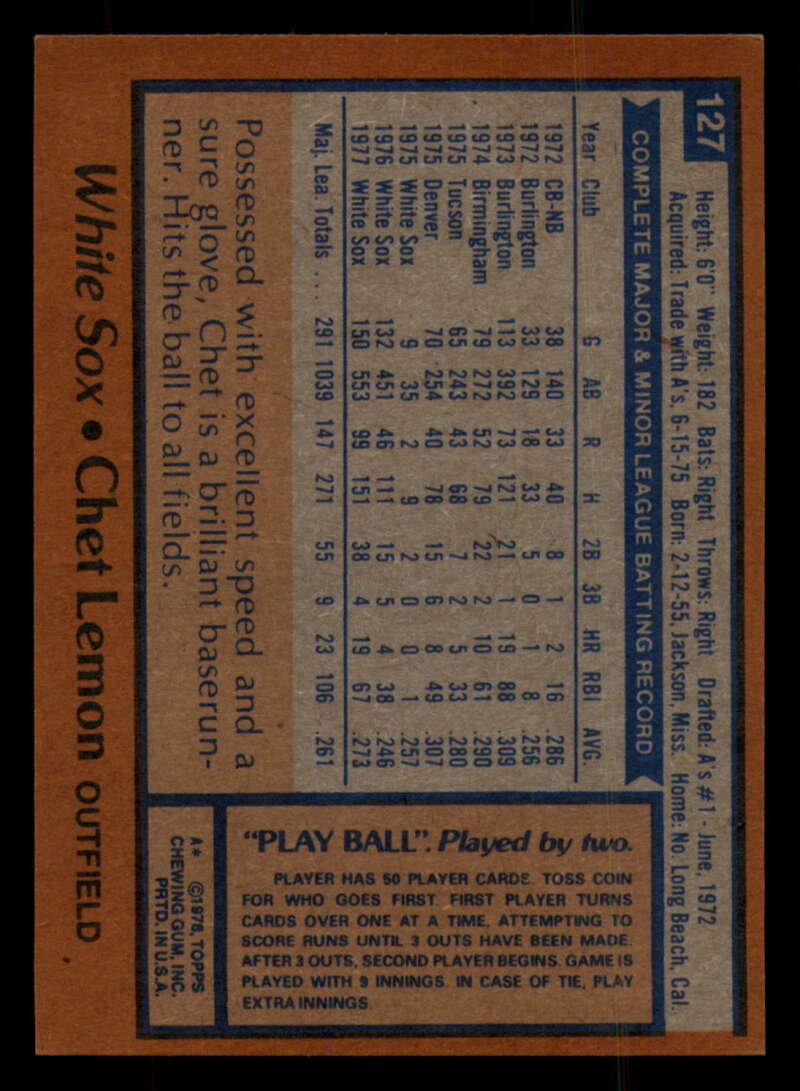 127
Height: 6'0" Weight: 182 Bats: Right Throws: Right Drafted: A's #1 - June, 1972
Acquired: Trade with A's, 6-15-75 Born: 2-12-55, Jackson, Miss. Home: No. Long Beach, Cal.
COMPLETE MAJOR & MINOR LEAGUE BATTING RECORD
Year Club G AB R H 2B 3B HR RBI AVG.
1972 CB-NB 38 140 33 40 8 1 2 16 .286
1972 Burlington 33 129 18 33 5 0 1 8 .256
1973 Burlington 113 392 73 121 21 1 19 88 .309
1974 Birmingham 79 272 52 79 22 2 10 61 .290
1975 Tucson 65 243 43 68 7 2 5 33 .280
1975 Denver 70 254 40 78 15 6 8 49 .307
1975 White Sox 9 35 2 9 2 0 0 1 .257
1976 White Sox 132 451 46 111 15 5 4 38 .246
1977 White Sox 150 553 99 151 38 4 19 67 .273
Maj. Lea. Totals ... 291 1039 147 271 55 9 23 106 .261
Possessed with excellent speed and a
sure glove, Chet is a brilliant baserun-
ner. Hits the ball to all fields.
"PLAY BALL". Played by two.
PLAYER HAS 50 PLAYER CARDE. TOSS COIN
FOR WHO GOES FIRST. FIRST PLAYER TURNS
CARDS OVER ONE AT A TIME, ATTEMPTING TO
SCORE RUNS UNTIL 3 OUTS HAVE BEEN MADE.
AFTER 3 OUTS, SECOND PLAYER BEGINS. GAME IS
PLAYED WITH 9 INNINGS. IN CASE OF TIE, PLAY
EXTRA INNINGS.
A* ©1978, TOPPS
CHEWING GUM, INC.
PRTD. IN U.S.A.
White Sox • Chet Lemon OUTFIELD